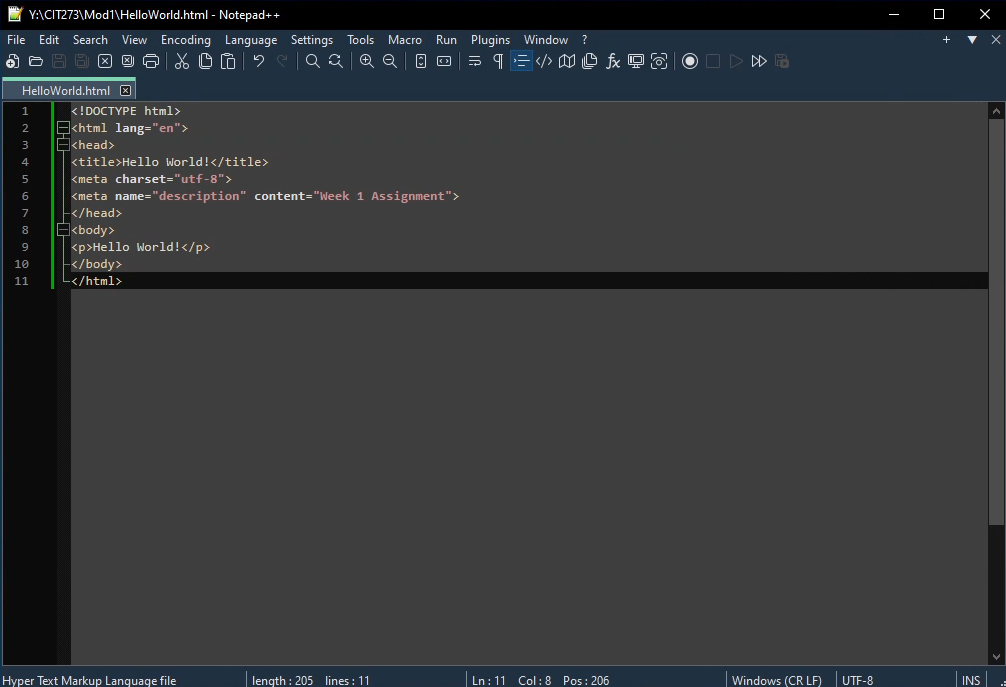 Y:\CIT273\Mod1\HelloWorld.html - Notepad++
File Edit Search View Encoding Language Settings Tools Macro Run Plugins Window ?
HelloWorld.html
1 <!DOCTYPE html>
2 <html lang="en">
3 <head>
4 <title>Hello World!</title>
5 <meta charset="utf-8">
6 <meta name="description" content="Week 1 Assignment">
7 </head>
8 <body>
9 <p>Hello World!</p>
10 </body>
11 </html>
Hyper Text Markup Language file length : 205 lines : 11 Ln : 11 Col : 8 Pos : 206 Windows (CR LF) UTF-8 INS